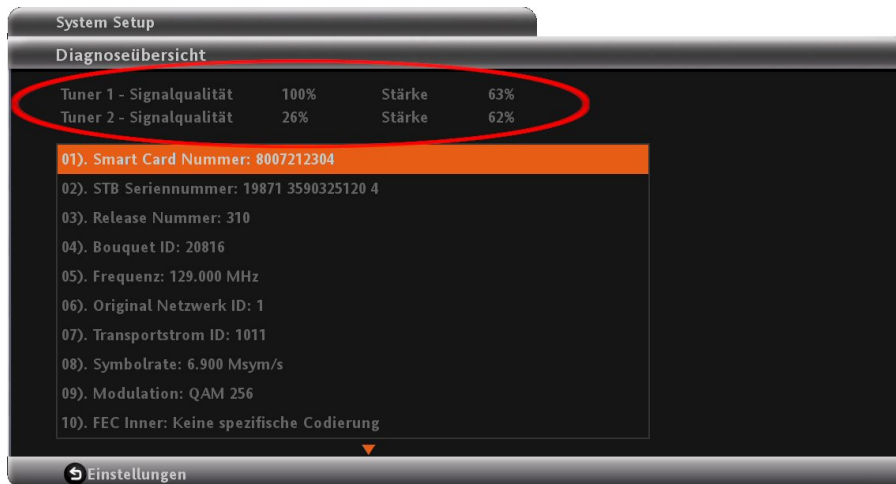 System Setup
Diagnoseübersicht
Tuner 1 - Signalqualität 100% Stärke 63%
Tuner 2 - Signalqualität 26% Stärke 62%
01). Smart Card Nummer: 8007212304
02). STB Seriennummer: 19871 3590325120 4
03). Release Nummer: 310
04). Bouquet ID: 20816
05). Frequenz: 129.000 MHz
06). Original Netzwerk ID: 1
07). Transportstrom ID: 1011
08). Symbolrate: 6.900 Msym/s
09). Modulation: QAM 256
10). FEC Inner: Keine spezifische Codierung
Einstellungen